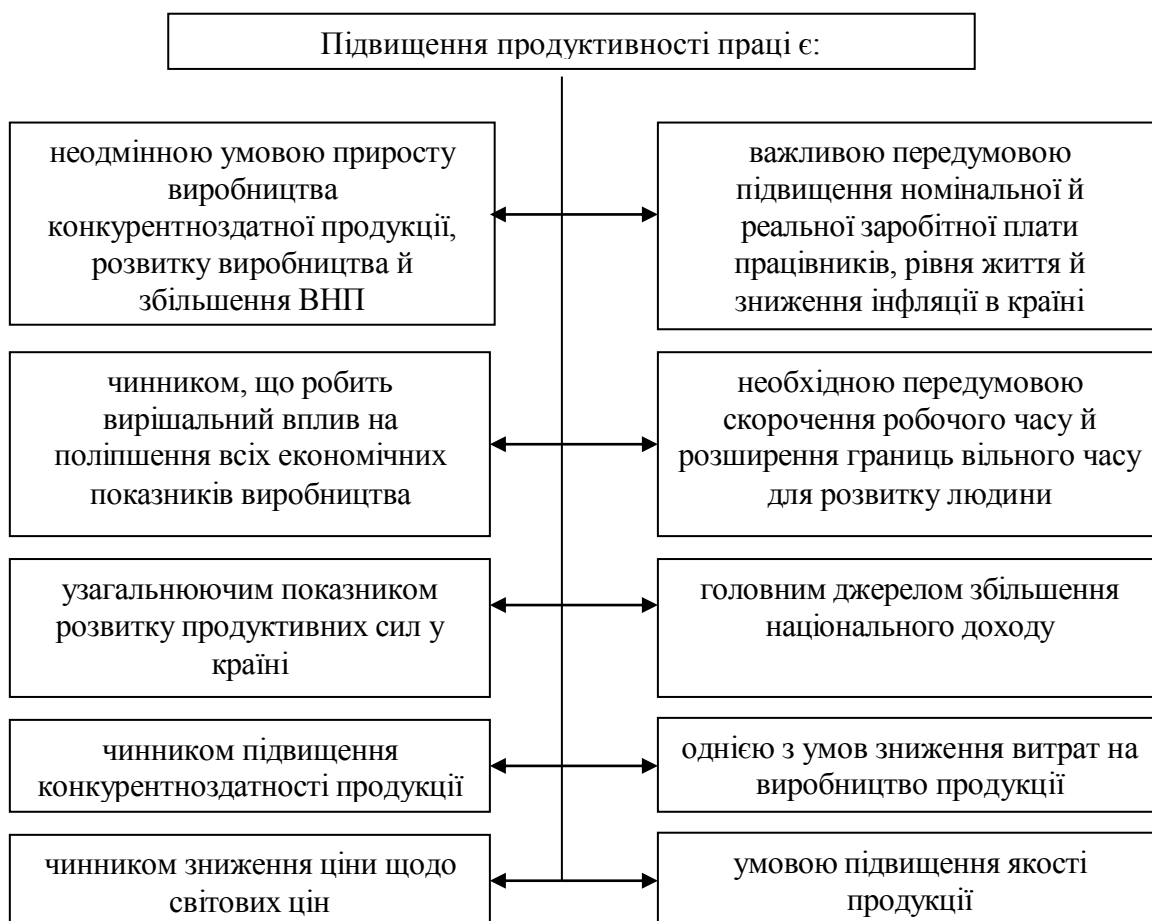 Підвищення продуктивності праці є:
неодмінною умовою приросту
виробництва
конкурентноздатної продукції,
розвитку виробництва й
збільшення ВНП
важливою передумовою
підвищення номінальної й
реальної заробітної плати
працівників, рівня життя й
зниження інфляції в країні
чинником, що робить
вирішальний вплив на
поліпшення всіх економічних
показників виробництва
необхідною передумовою
скорочення робочого часу й
розширення границь вільного часу
для розвитку людини
узагальнюючим показником
розвитку продуктивних сил у
країні
головним джерелом збільшення
національного доходу
чинником підвищення
конкурентноздатності продукції
однією з умов зниження витрат на
виробництво продукції
чинником зниження ціни щодо
світових цін
умовою підвищення якості
продукції